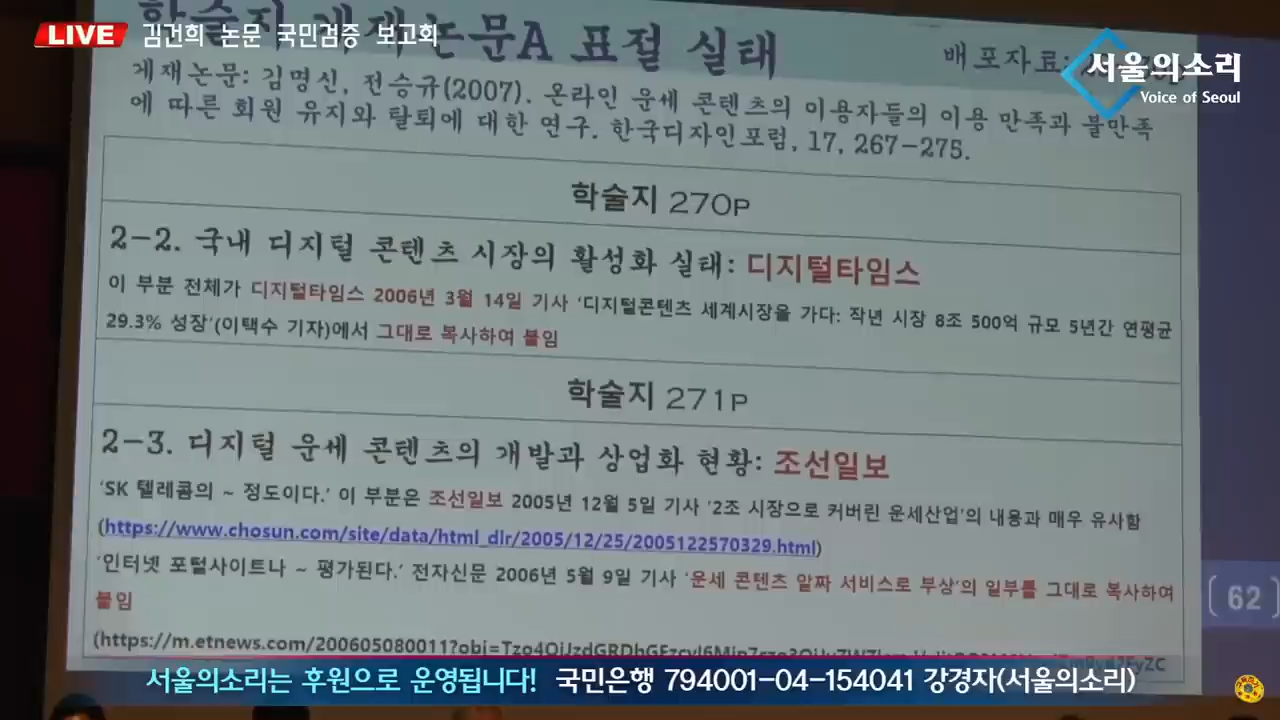 LIVE 김건희 논문 국민검증 보고회
학술지 게재 논문A 표절 실태
배포자료:
서울의소리
Voice of Seoul
게재논문: 김명신, 전승규(2007). 온라인 운세 콘텐츠의 이용자들의 이용 만족과 불만족
에 따른 회원 유지와 탈퇴에 대한 연구. 한국디자인포럼, 17, 267-275.
학술지 270P
2-2. 국내 디지털 콘텐츠 시장의 활성화 실태: 디지털타임스
이 부분 전체가 디지털타임스 2006년 3월 14일 기사 '디지털콘텐츠 세계시장을 가다: 작년 시장 8조 500억 규모 5년간 연평균
29.3% 성장'(이택수 기자)에서 그대로 복사하여 붙임
학술지 271P
2-3. 디지털 운세 콘텐츠의 개발과 상업화 현황: 조선일보
'SK 텔레콤의 ~ 정도이다.' 이 부분은 조선일보 2005년 12월 5일 기사 '2조 시장으로 커버린 운세산업'의 내용과 매우 유사함
(https://www.chosun.com/site/data/html_dir/2005/12/25/2005122570329.html)
'인터넷 포털사이트나 ~ 평가된다.' 전자신문 2006년 5월 9일 기사 '운세 콘텐츠 알짜 서비스로 부상'의 일부를 그대로 복사하여
붙임
(https://m.etnews.com/200605080011?obj=
[ 62 ]
서울의소리는 후원으로 운영됩니다! 국민은행 794001-04-154041 강경자(서울의소리)